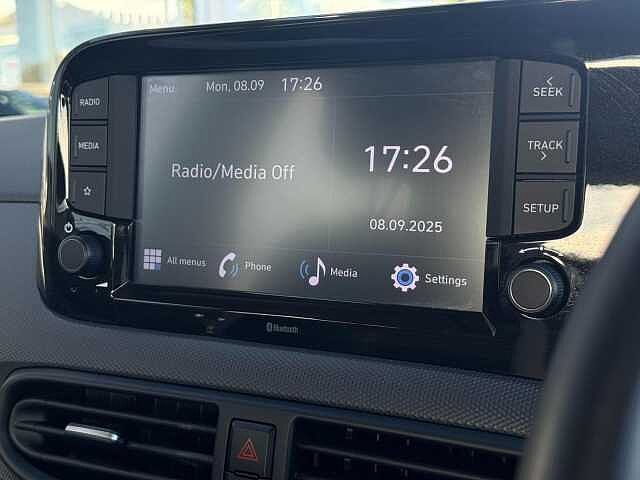 RADIO
MEDIA
Menu Mon, 08.09 17:26
Radio/Media Off
17:26
08.09.2025
All menus Phone Media Settings
SEEK
TRACK
SETUP
Bluetooth